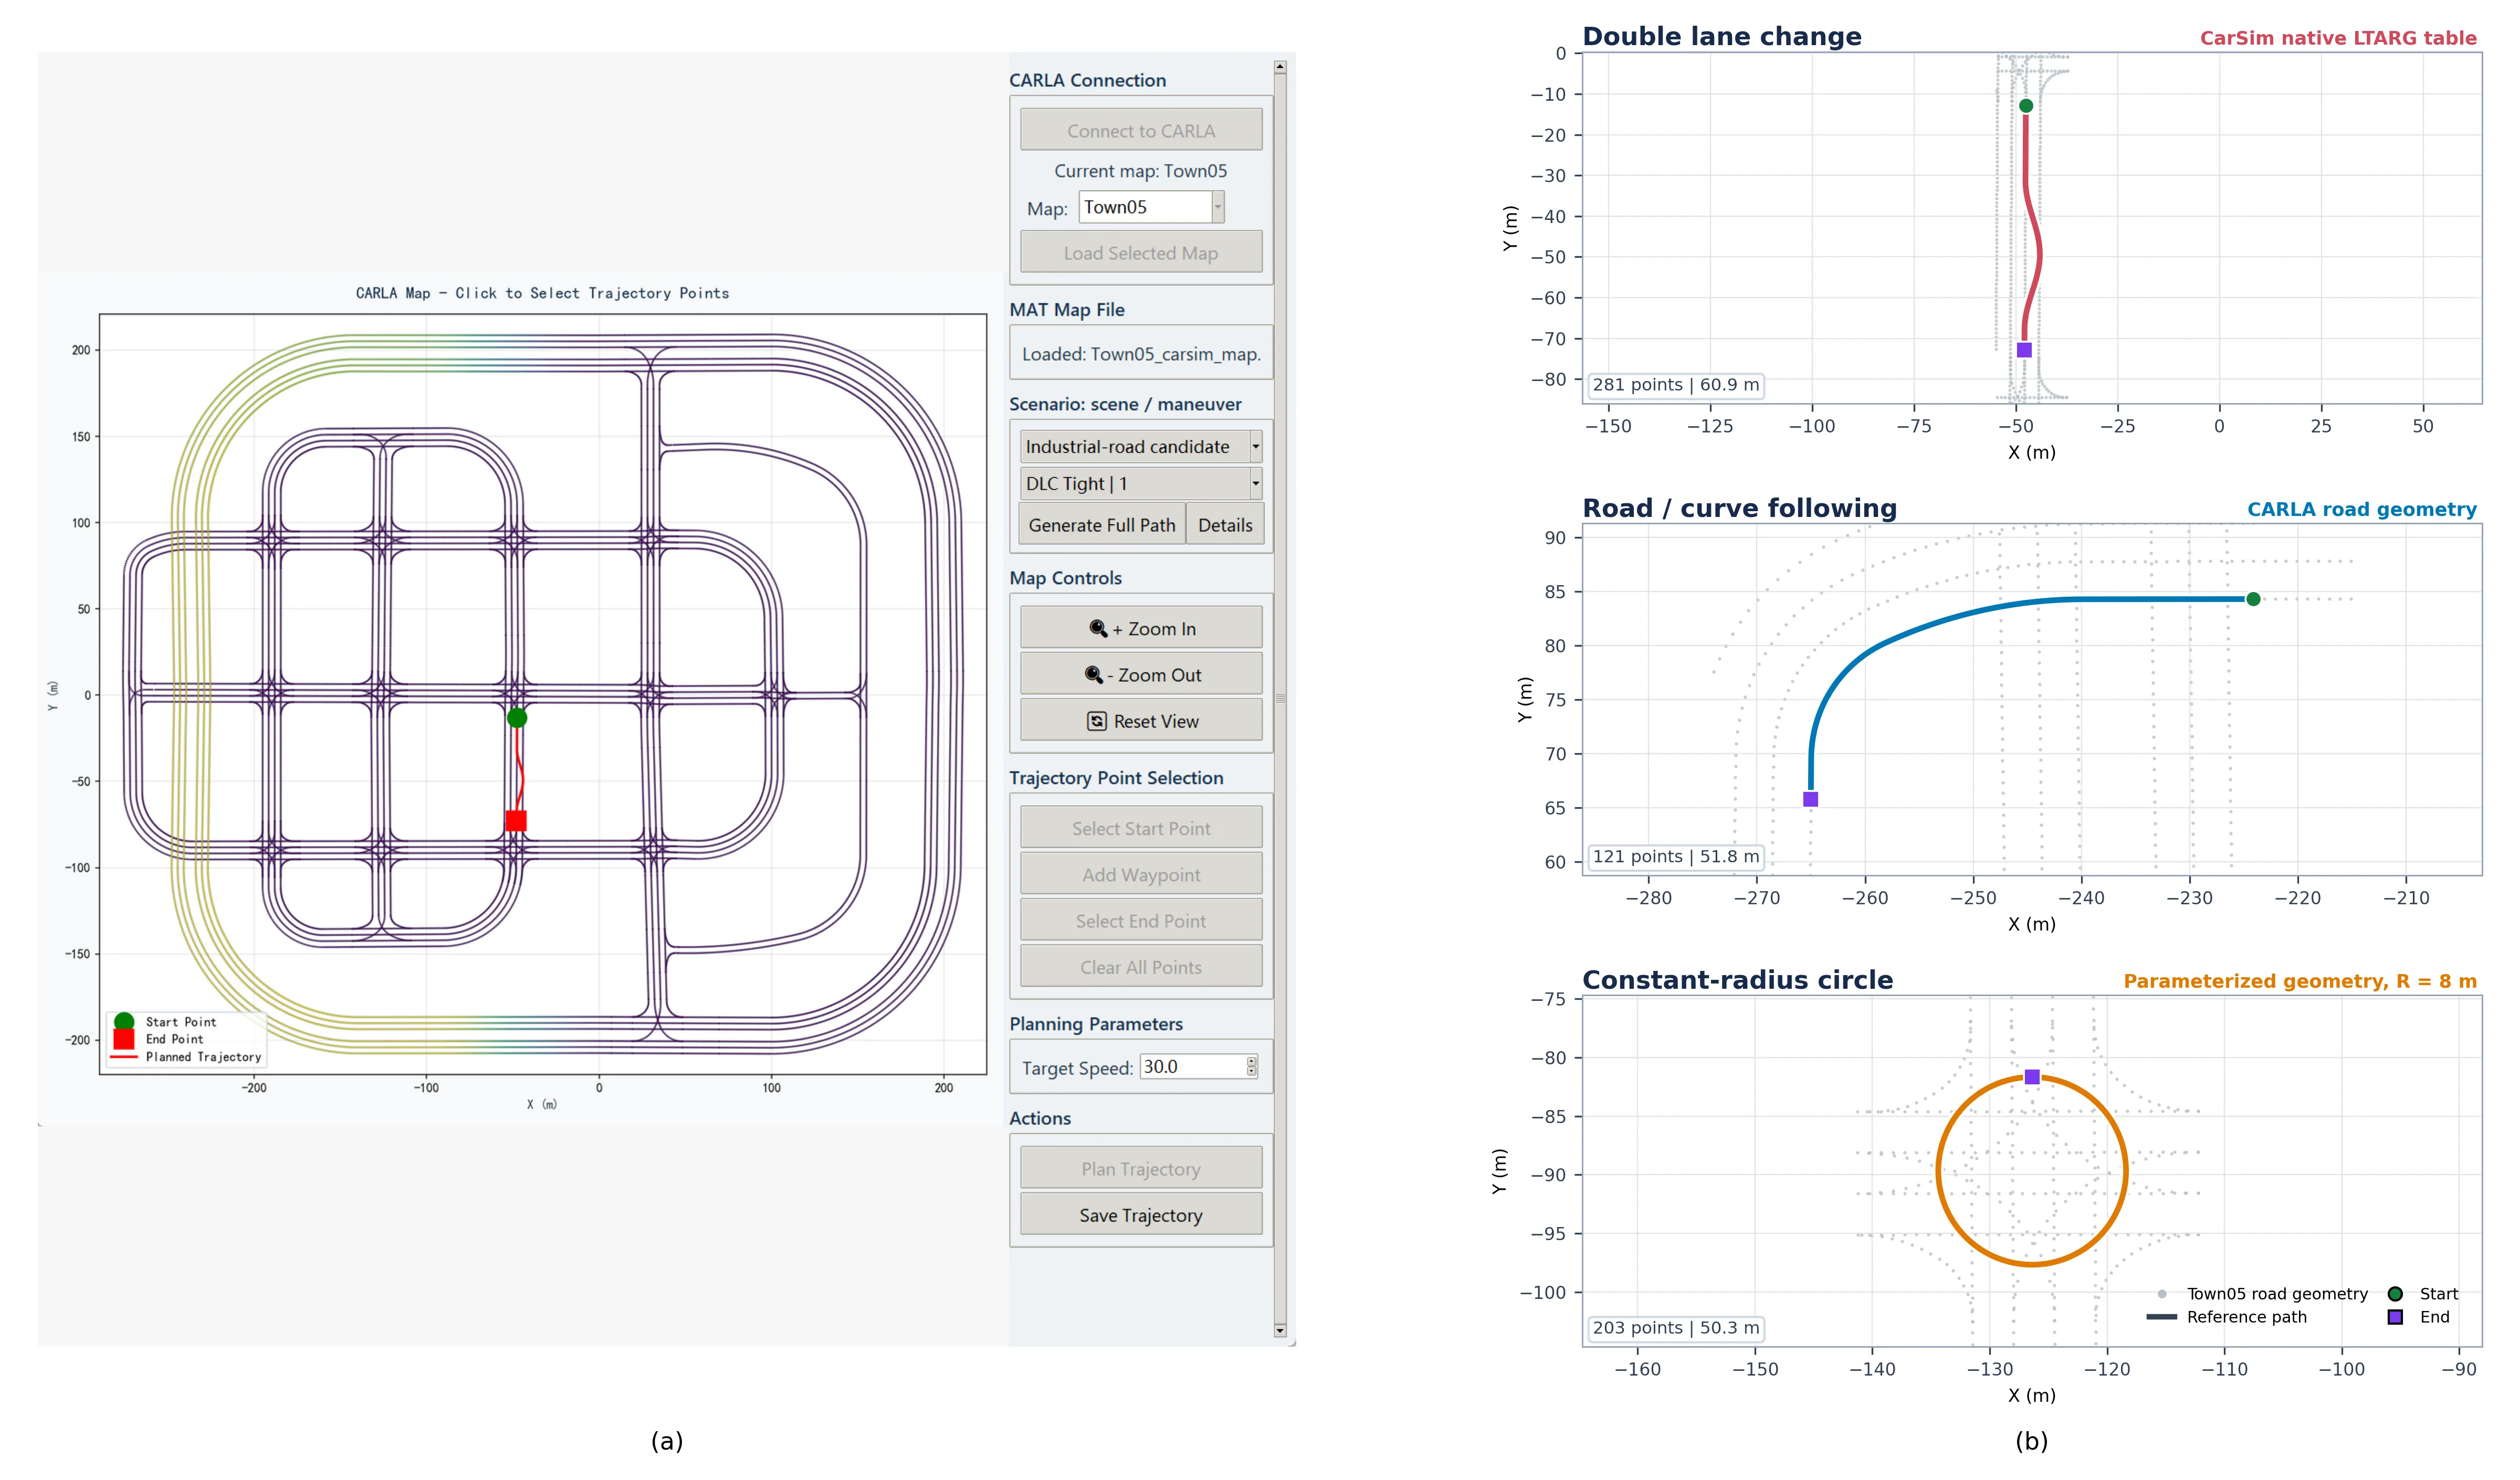 CARLA Map - Click to Select Trajectory Points
200
150
100
50
0
−50
−100
−150
−200
Y (m)
−200
−100
0
100
200
X (m)
Start Point
End Point
Planned Trajectory
CARLA Connection
Connect to CARLA
Current map: Town05
Map: Town05
Load Selected Map
MAT Map File
Loaded: Town05_carsim_map.
Scenario: scene / maneuver
Industrial-road candidate
DLC Tight | 1
Generate Full Path Details
Map Controls
+ Zoom In
- Zoom Out
Reset View
Trajectory Point Selection
Select Start Point
Add Waypoint
Select End Point
Clear All Points
Planning Parameters
Target Speed: 30.0
Actions
Plan Trajectory
Save Trajectory
(a)
Double lane change
CarSim native LTARG table
0
−10
−20
−30
−40
−50
−60
−70
−80
Y (m)
281 points | 60.9 m
−150
−125
−100
−75
−50
−25
0
25
50
X (m)
Road / curve following
CARLA road geometry
90
85
80
75
70
65
60
Y (m)
121 points | 51.8 m
−280
−270
−260
−250
−240
−230
−220
−210
X (m)
Constant-radius circle
Parameterized geometry, R = 8 m
−75
−80
−85
−90
−95
−100
Y (m)
203 points | 50.3 m
Town05 road geometry
Reference path
Start
End
−160
−150
−140
−130
−120
−110
−100
−90
X (m)
(b)